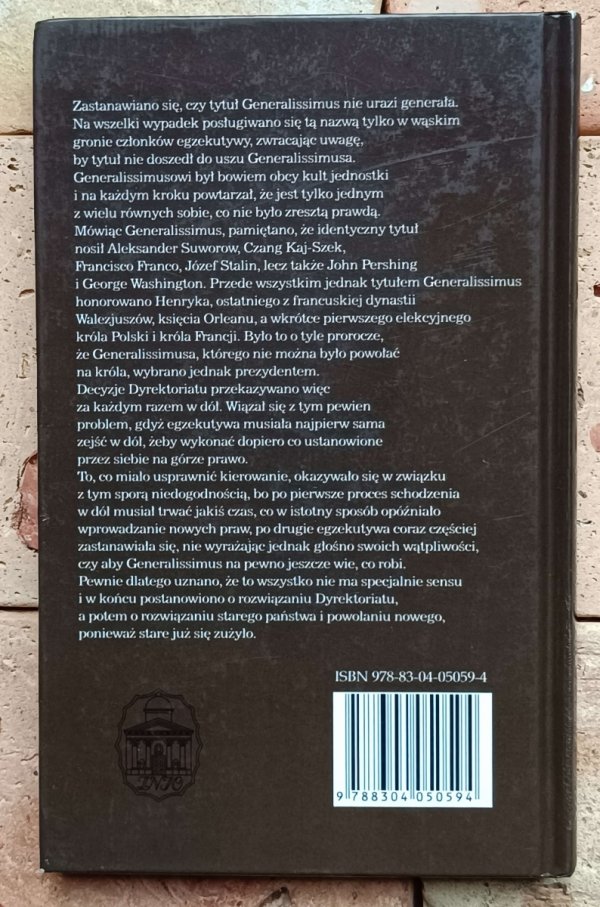 Zastanawiano się, czy tytuł Generalissimus nie urazi generała.
Na wszelki wypadek posługiwano się tą nazwą tylko w wąskim
gronie członków egzekutywy, zwracając uwagę,
by tytuł nie doszedł do uszu Generalissimusa.
Generalissimusowi był bowiem obcy kult jednostki
i na każdym kroku powtarzał, że jest tylko jednym
z wielu równych sobie, co nie było zresztą prawdą.
Mówiąc Generalissimus, pamiętano, że identyczny tytuł
nosił Aleksander Suworow, Czang Kaj-Szek,
Francisco Franco, Józef Stalin, lecz także John Pershing
i George Washington. Przede wszystkim jednak tytułem Generalissimus
honorowano Henryka, ostatniego z francuskiej dynastii
Walezjuszów, księcia Orleanu, a wkrótce pierwszego elekcyjnego
króla Polski i króla Francji. Było to o tyle prorocze,
że Generalissimusa, którego nie można było powołać
na króla, wybrano jednak prezydentem.
Decyzje Dyrektoriatu przekazywano więc
za każdym razem w dół. Wiązał się z tym pewien
problem, gdyż egzekutywa musiała najpierw sama
zejść w dół, żeby wykonać dopiero co ustanowione
przez siebie na górze prawo.
To, co miało usprawnić kierowanie, okazywało się w związku
z tym sporą niedogodnością, bo po pierwsze proces schodzenia
w dół musiał trwać jakiś czas, co w istotny sposób opóźniało
wprowadzanie nowych praw, po drugie egzekutywa coraz częściej
zastanawiała się, nie wyrażając jednak głośno swoich wątpliwości,
czy aby Generalissimus na pewno jeszcze wie, co robi.
Pewnie dlatego uznano, że to wszystko nie ma specjalnie sensu
i w końcu postanowiono o rozwiązaniu Dyrektoriatu,
a potem o rozwiązaniu starego państwa i powołaniu nowego,
ponieważ stare już się zużyło.
ISBN 978-83-04-05059-4
9 788304 050594